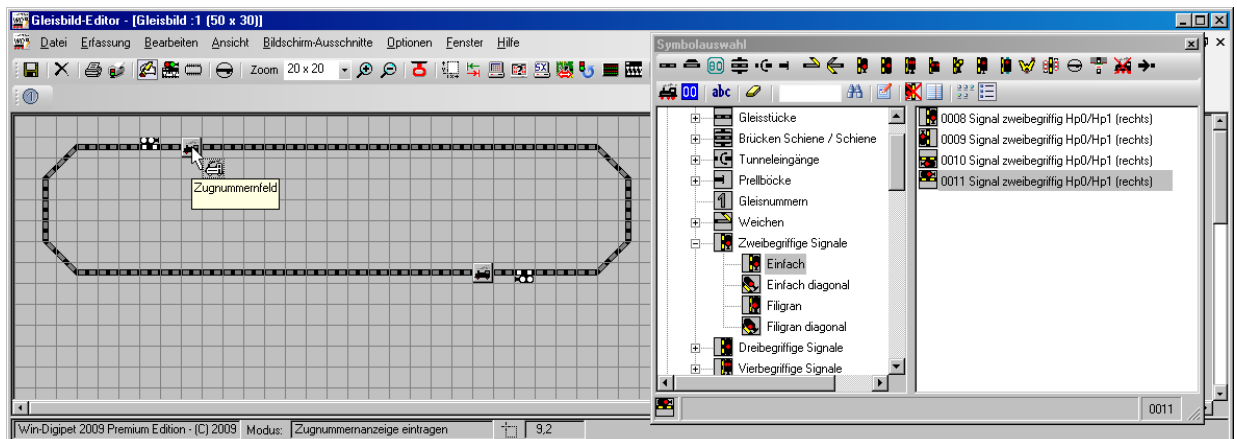 Gleisbild-Editor - [Gleisbild :1 (50 x 30)]
Datei Erfassung Bearbeiten Ansicht Bildschirm-Ausschnitte Optionen Fenster Hilfe
Zoom 20 x 20
Zugnummernfeld
Symbolauswahl
00 abc
Gleisstücke
Brücken Schiene / Schiene
Tunneleingänge
Prellböcke
Gleisnummern
Weichen
Zweibegriffige Signale
Einfach
Einfach diagonal
Filigran
Filigran diagonal
Dreibegriffige Signale
Vierbegriffige Signale
0008 Signal zweibegriffig Hp0/Hp1 (rechts)
0009 Signal zweibegriffig Hp0/Hp1 (rechts)
0010 Signal zweibegriffig Hp0/Hp1 (rechts)
0011 Signal zweibegriffig Hp0/Hp1 (rechts)
0011
Win-Digipet 2009 Premium Edition - (C) 2009 Modus: Zugnummernanzeige eintragen 9,2